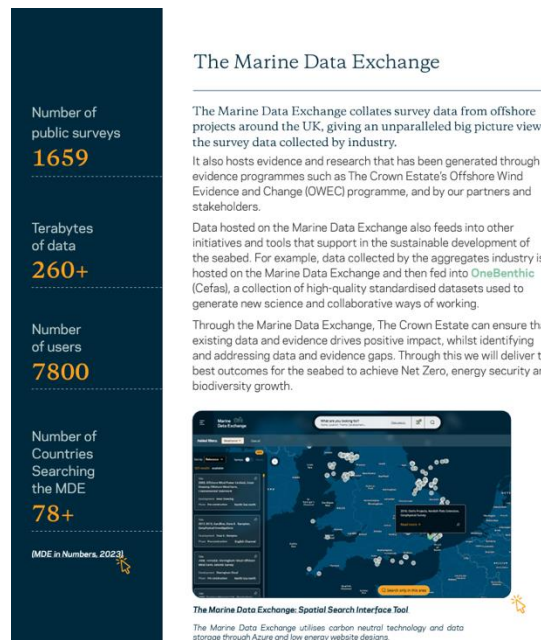 Number of
public surveys
1659
Terabytes
of data
260+
Number
of users
7800
Number of
Countries
Searching
the MDE
78+
(MDE in Numbers, 2023)
The Marine Data Exchange
The Marine Data Exchange collates survey data from offshore
projects around the UK, giving an unparalleled big picture view
the survey data collected by industry.
It also hosts evidence and research that has been generated through
evidence programmes such as The Crown Estate's Offshore Wind
Evidence and Change (OWEC) programme, and by our partners and
stakeholders.
Data hosted on the Marine Data Exchange also feeds into other
initiatives and tools that support in the sustainable development of
the seabed. For example, data collected by the aggregates industry is
hosted on the Marine Data Exchange and then fed into OneBenthic
(Cefas), a collection of high-quality standardised datasets used to
generate new science and collaborative ways of working.
Through the Marine Data Exchange, The Crown Estate can ensure th
existing data and evidence drives positive impact, whilst identifying
and addressing data and evidence gaps. Through this we will deliver t
best outcomes for the seabed to achieve Net Zero, energy security an
biodiversity growth.
Marine
Data Exchange
What are you looking for?
Search only in this area
The Marine Data Exchange: Spatial Search Interface Tool
The Marine Data Exchange utilises carbon neutral technology and data
storage through Azure and low energy website designs.